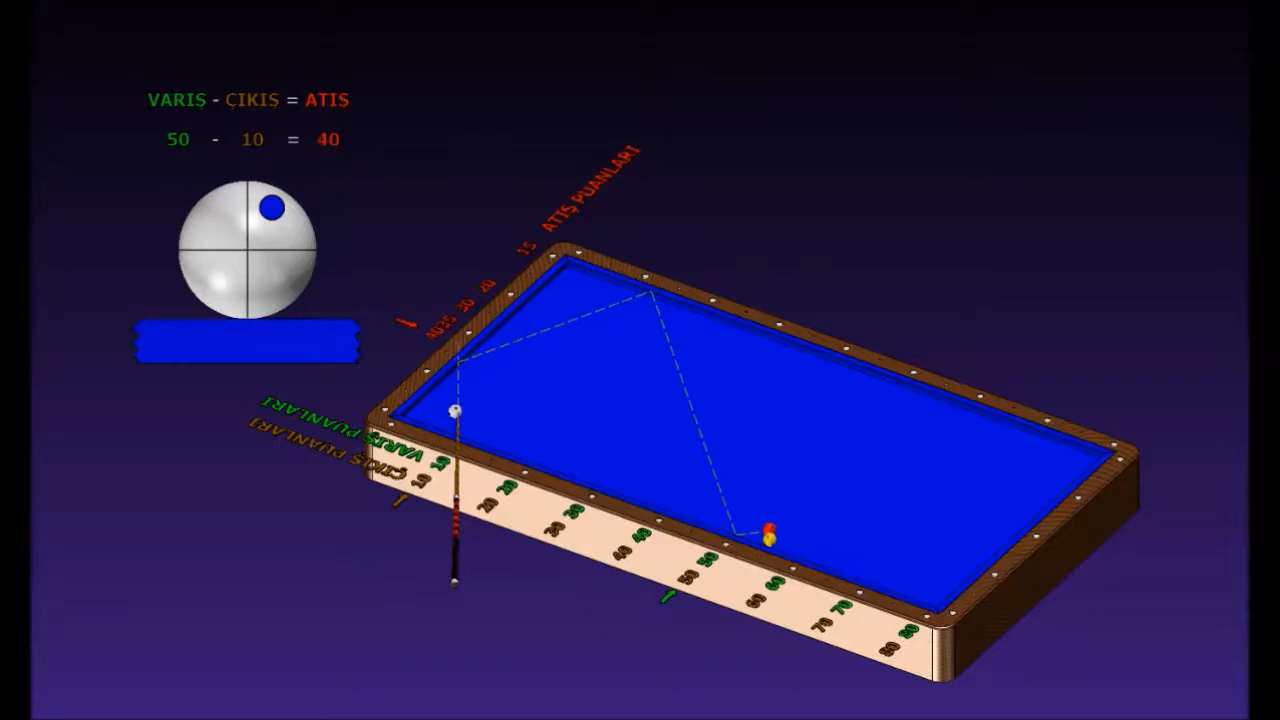 VARIŞ - ÇIKIŞ = ATIŞ
50 - 10 = 40
ATIŞ PUANLARI
15
20
30
4035
VARIŞ PUANLARI
ÇIKIŞ PUANLARI
20 30 40 50 60 70 80
20 30 40 50 60 70 80